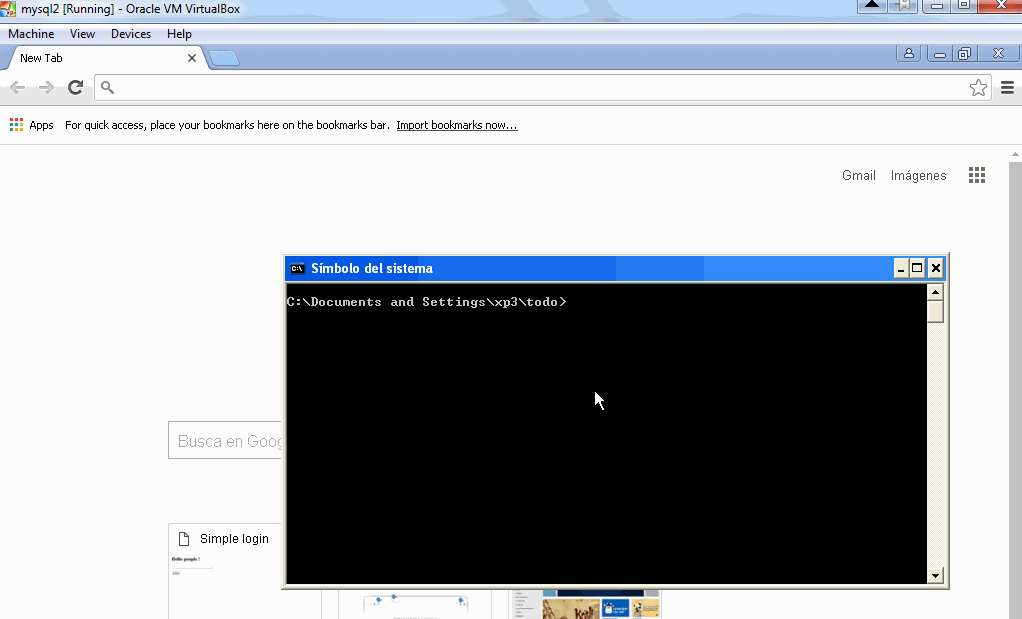 mysql2 [Running] - Oracle VM VirtualBox
Machine View Devices Help
New Tab
Apps For quick access, place your bookmarks here on the bookmarks bar. Import bookmarks now...
Gmail Imágenes
Símbolo del sistema
C:\Documents and Settings\xp3\todo>
Busca en Goog
Simple login
Hello people !